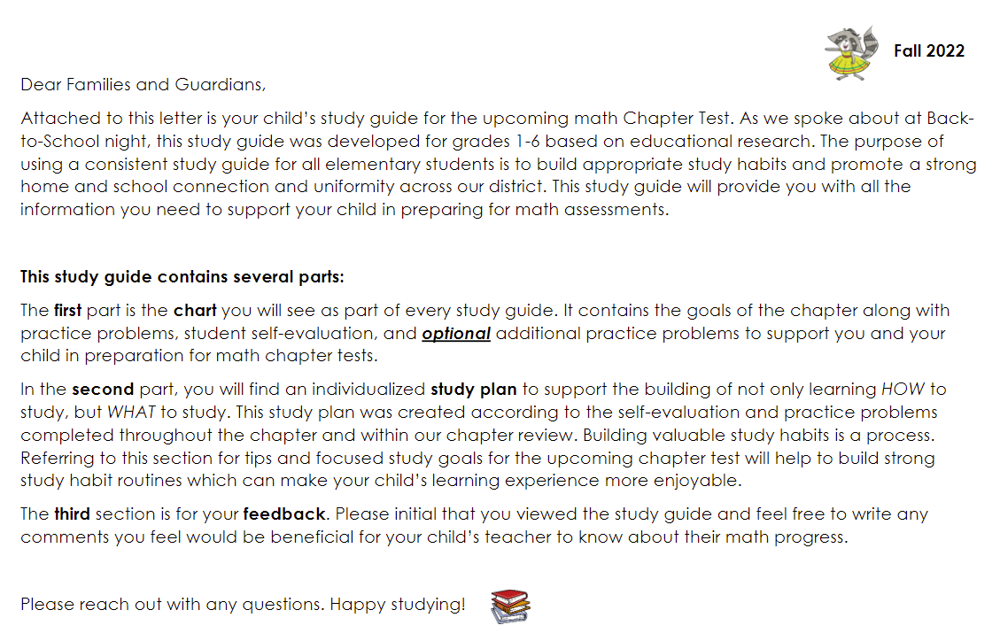 Fall 2022
Dear Families and Guardians,
Attached to this letter is your child's study guide for the upcoming math Chapter Test. As we spoke about at Back-
to-School night, this study guide was developed for grades 1-6 based on educational research. The purpose of
using a consistent study guide for all elementary students is to build appropriate study habits and promote a strong
home and school connection and uniformity across our district. This study guide will provide you with all the
information you need to support your child in preparing for math assessments.
This study guide contains several parts:
The first part is the chart you will see as part of every study guide. It contains the goals of the chapter along with
practice problems, student self-evaluation, and optional additional practice problems to support you and your
child in preparation for math chapter tests.
In the second part, you will find an individualized study plan to support the building of not only learning HOW to
study, but WHAT to study. This study plan was created according to the self-evaluation and practice problems
completed throughout the chapter and within our chapter review. Building valuable study habits is a process.
Referring to this section for tips and focused study goals for the upcoming chapter test will help to build strong
study habit routines which can make your child's learning experience more enjoyable.
The third section is for your feedback. Please initial that you viewed the study guide and feel free to write any
comments you feel would be beneficial for your child's teacher to know about their math progress.
Please reach out with any questions. Happy studying!